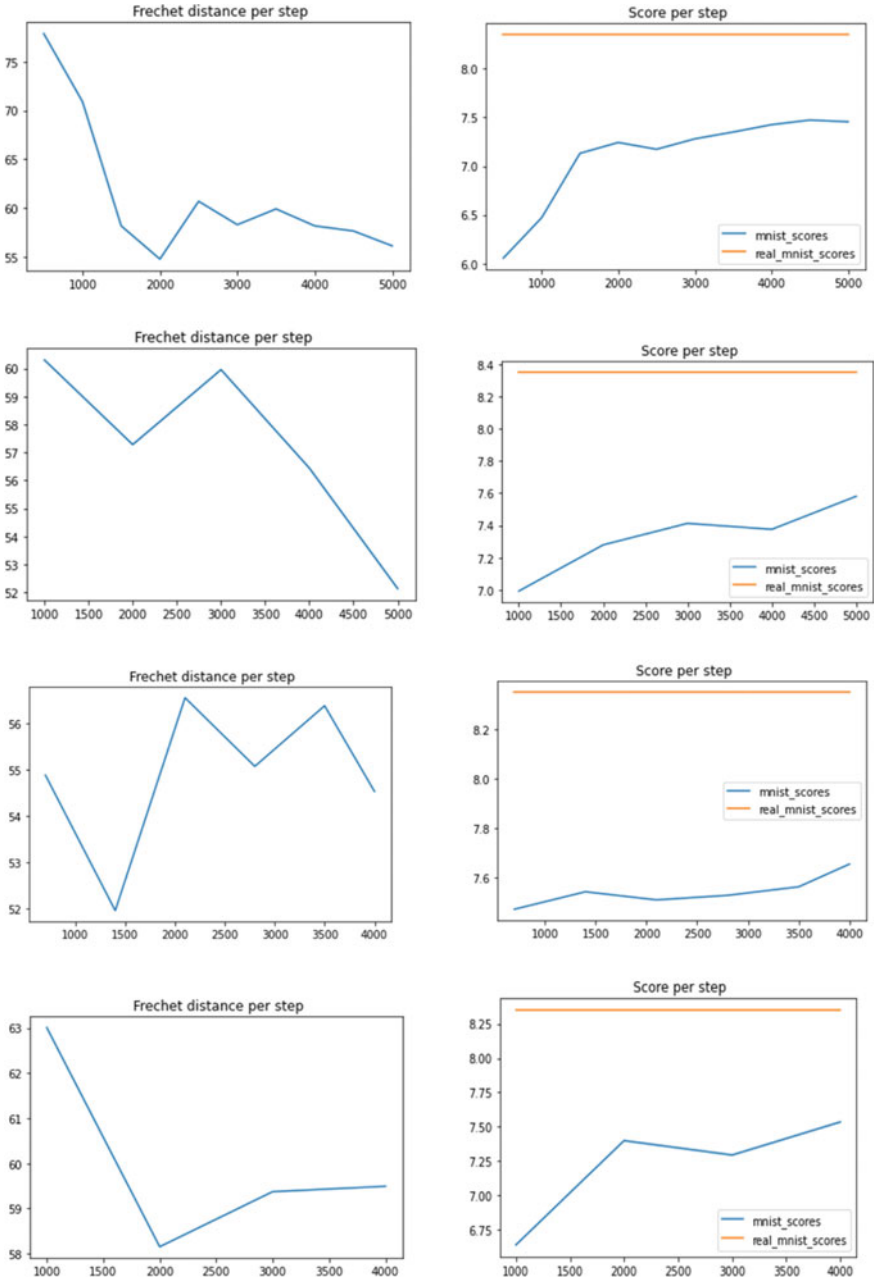 Frechet distance per step
75
70
65
60
55
1000 2000 3000 4000 5000
Score per step
8.0
7.5
7.0
6.5
6.0
mnist_scores
real_mnist_scores
1000 2000 3000 4000 5000
Frechet distance per step
60
59
58
57
56
55
54
53
52
1000 1500 2000 2500 3000 3500 4000 4500 5000
Score per step
8.4
8.2
8.0
7.8
7.6
7.4
7.2
7.0
mnist_scores
real_mnist_scores
1000 1500 2000 2500 3000 3500 4000 4500 5000
Frechet distance per step
56
55
54
53
52
1000 1500 2000 2500 3000 3500 4000
Score per step
8.2
8.0
7.8
7.6
mnist_scores
real_mnist_scores
1000 1500 2000 2500 3000 3500 4000
Frechet distance per step
63
62
61
60
59
58
1000 1500 2000 2500 3000 3500 4000
Score per step
8.25
8.00
7.75
7.50
7.25
7.00
6.75
mnist_scores
real_mnist_scores
1000 1500 2000 2500 3000 3500 4000